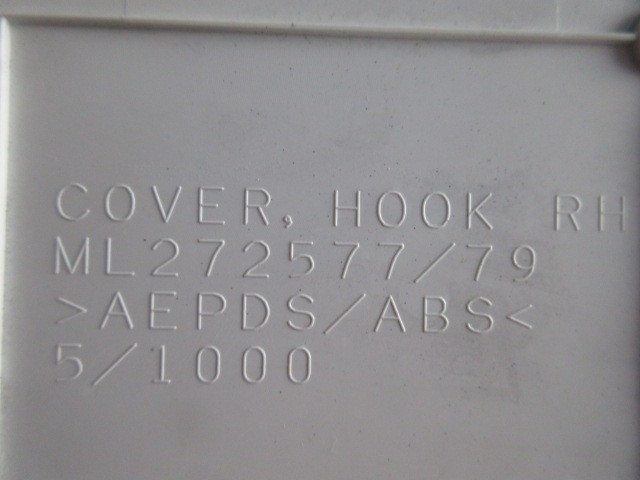 COVER, HOOK RH
ML272577/79
>AEPDS/ABS<
5/1000